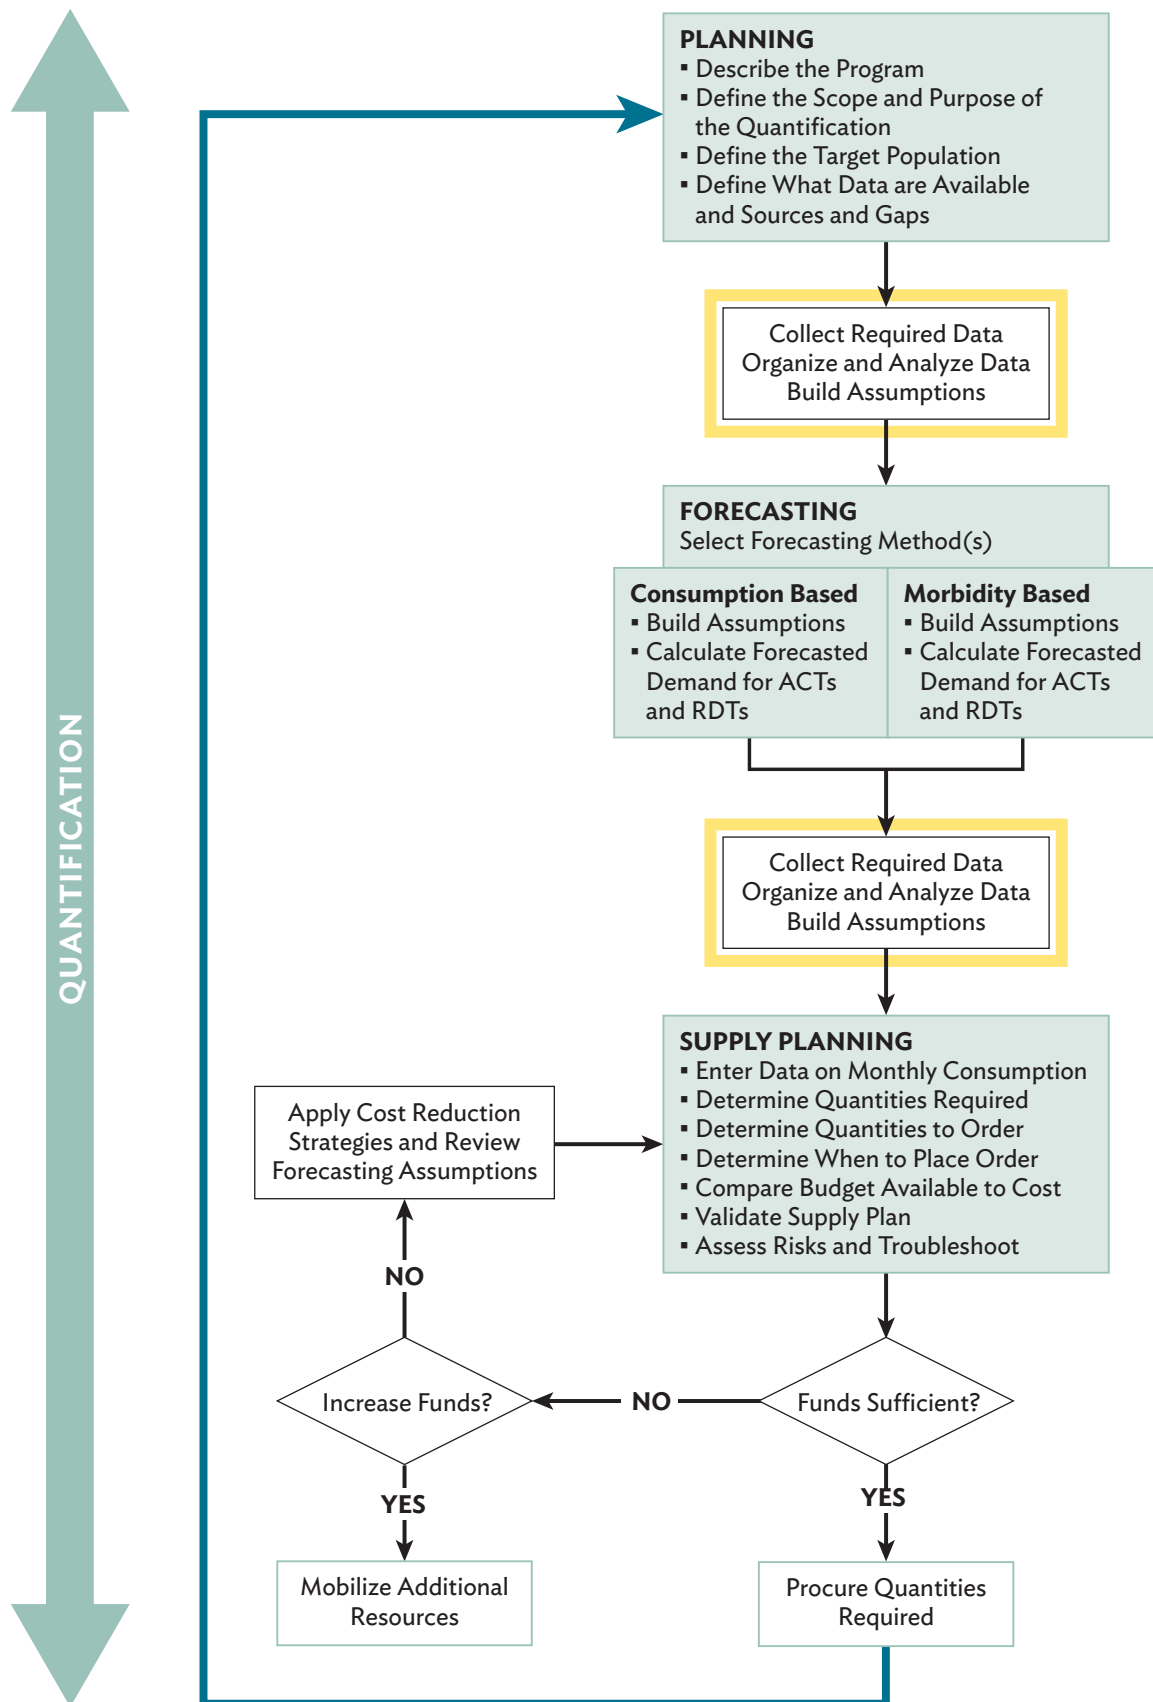 PLANNING
▪ Describe the Program
▪ Define the Scope and Purpose of
the Quantification
▪ Define the Target Population
▪ Define What Data are Available
and Sources and Gaps
Collect Required Data
Organize and Analyze Data
Build Assumptions
FORECASTING
Select Forecasting Method(s)
Consumption Based
▪ Build Assumptions
▪ Calculate Forecasted
Demand for ACTs
and RDTs
Morbidity Based
▪ Build Assumptions
▪ Calculate Forecasted
Demand for ACTs
and RDTs
QUANTIFICATION
Collect Required Data
Organize and Analyze Data
Build Assumptions
SUPPLY PLANNING
▪ Enter Data on Monthly Consumption
▪ Determine Quantities Required
▪ Determine Quantities to Order
▪ Determine When to Place Order
▪ Compare Budget Available to Cost
▪ Validate Supply Plan
▪ Assess Risks and Troubleshoot
Apply Cost Reduction
Strategies and Review
Forecasting Assumptions
NO
Increase Funds?
NO
Funds Sufficient?
YES
YES
Mobilize Additional
Resources
Procure Quantities
Required